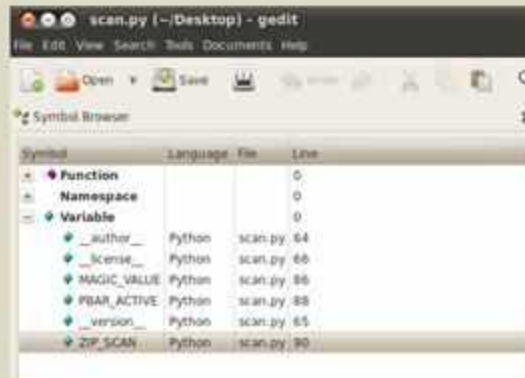 scan.py (~/Desktop) - gedit
File Edit View Search Tools Documents Help
Open Save
Symbol Browser
Symbol Language File Line
Function 0
Namespace 0
Variable 0
__author__ Python scan.py 64
__license__ Python scan.py 66
MAGIC_VALUE Python scan.py 86
PBAR_ACTIVE Python scan.py 88
__version__ Python scan.py 65
ZIP_SCAN Python scan.py 90